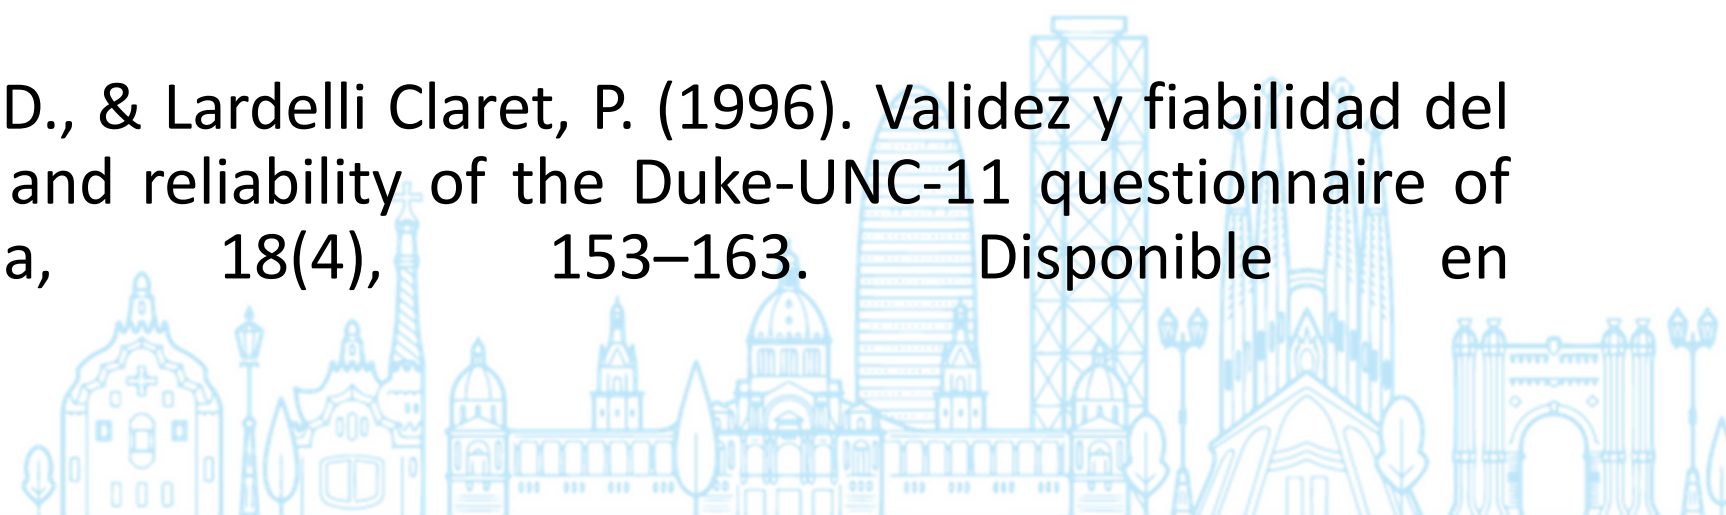 D., & Lardelli Claret, P. (1996). Validez y fiabilidad del
and reliability of the Duke-UNC-11 questionnaire of
a, 18(4), 153–163. Disponible en